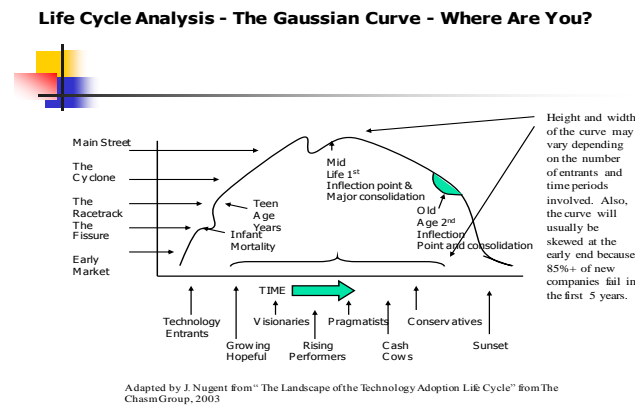 Life Cycle Analysis - The Gaussian Curve - Where Are You?
Main Street
The
Cyclone
The
Racetrack
The
Fissure
Early
Market
Teen
Age
Years
Infant
Mortality
Mid
Life 1st
Inflection point &
Major consolidation
Old
Age 2nd
Inflection
Point and consolidation
Height and width
of the curve may
vary depending
on the number
of entrants and
time periods
involved. Also,
the curve will
usually be
skewed at the
early end because
85%+ of new
companies fail in
the first 5 years.
TIME
Technology
Entrants
Growing
Hopeful
Visionaries
Rising
Performers
Pragmatists
Cash
Cows
Conservatives
Sunset
Adapted by J. Nugent from “ The Landscape of the Technology Adoption Life Cycle” from The
Chasm Group, 2003